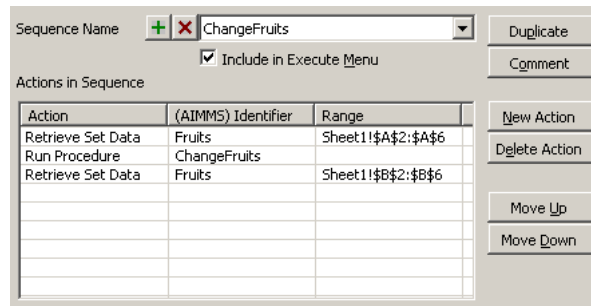 Sequence Name ChangeFruits Duplicate
Include in Execute Menu Comment
Actions in Sequence
Action (AIMMS) Identifier Range New Action
Retrieve Set Data Fruits Sheet1!$A$2:$A$6
Run Procedure ChangeFruits Delete Action
Retrieve Set Data Fruits Sheet1!$B$2:$B$6
Move Up
Move Down